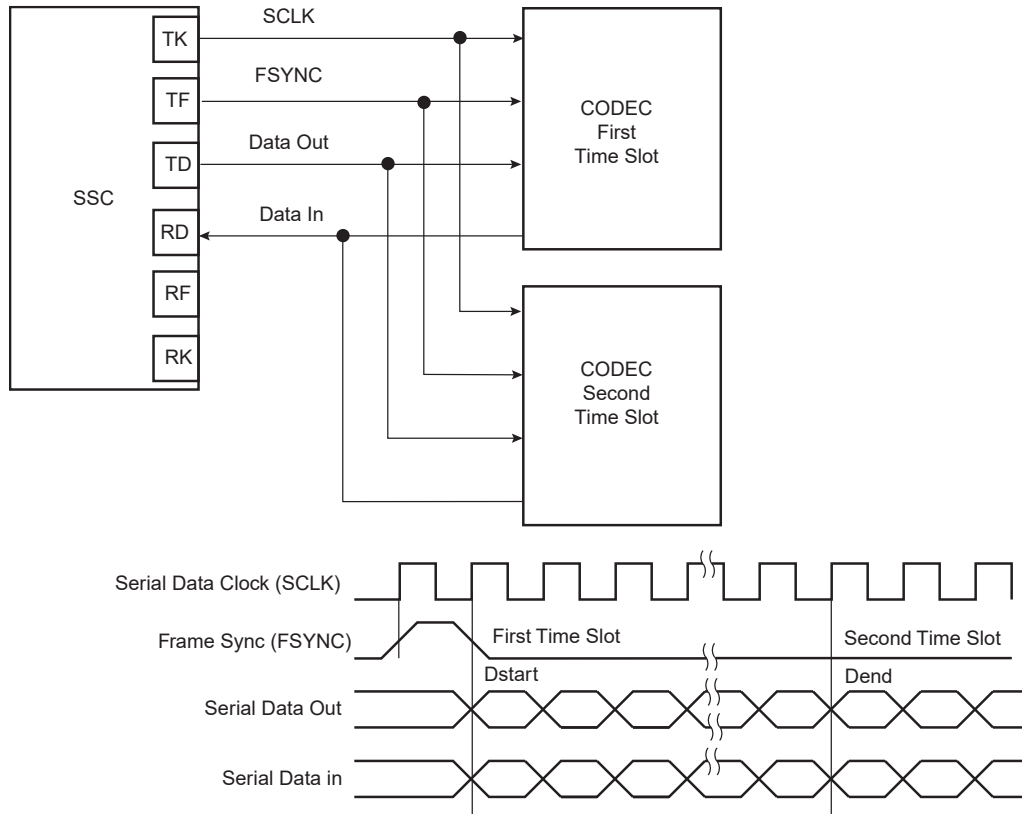 SSC
TK
TF
TD
RD
RF
RK
SCLK
FSYNC
Data Out
Data In
CODEC
First
Time Slot
CODEC
Second
Time Slot
Serial Data Clock (SCLK)
Frame Sync (FSYNC)
First Time Slot
Second Time Slot
Dstart
Dend
Serial Data Out
Serial Data in